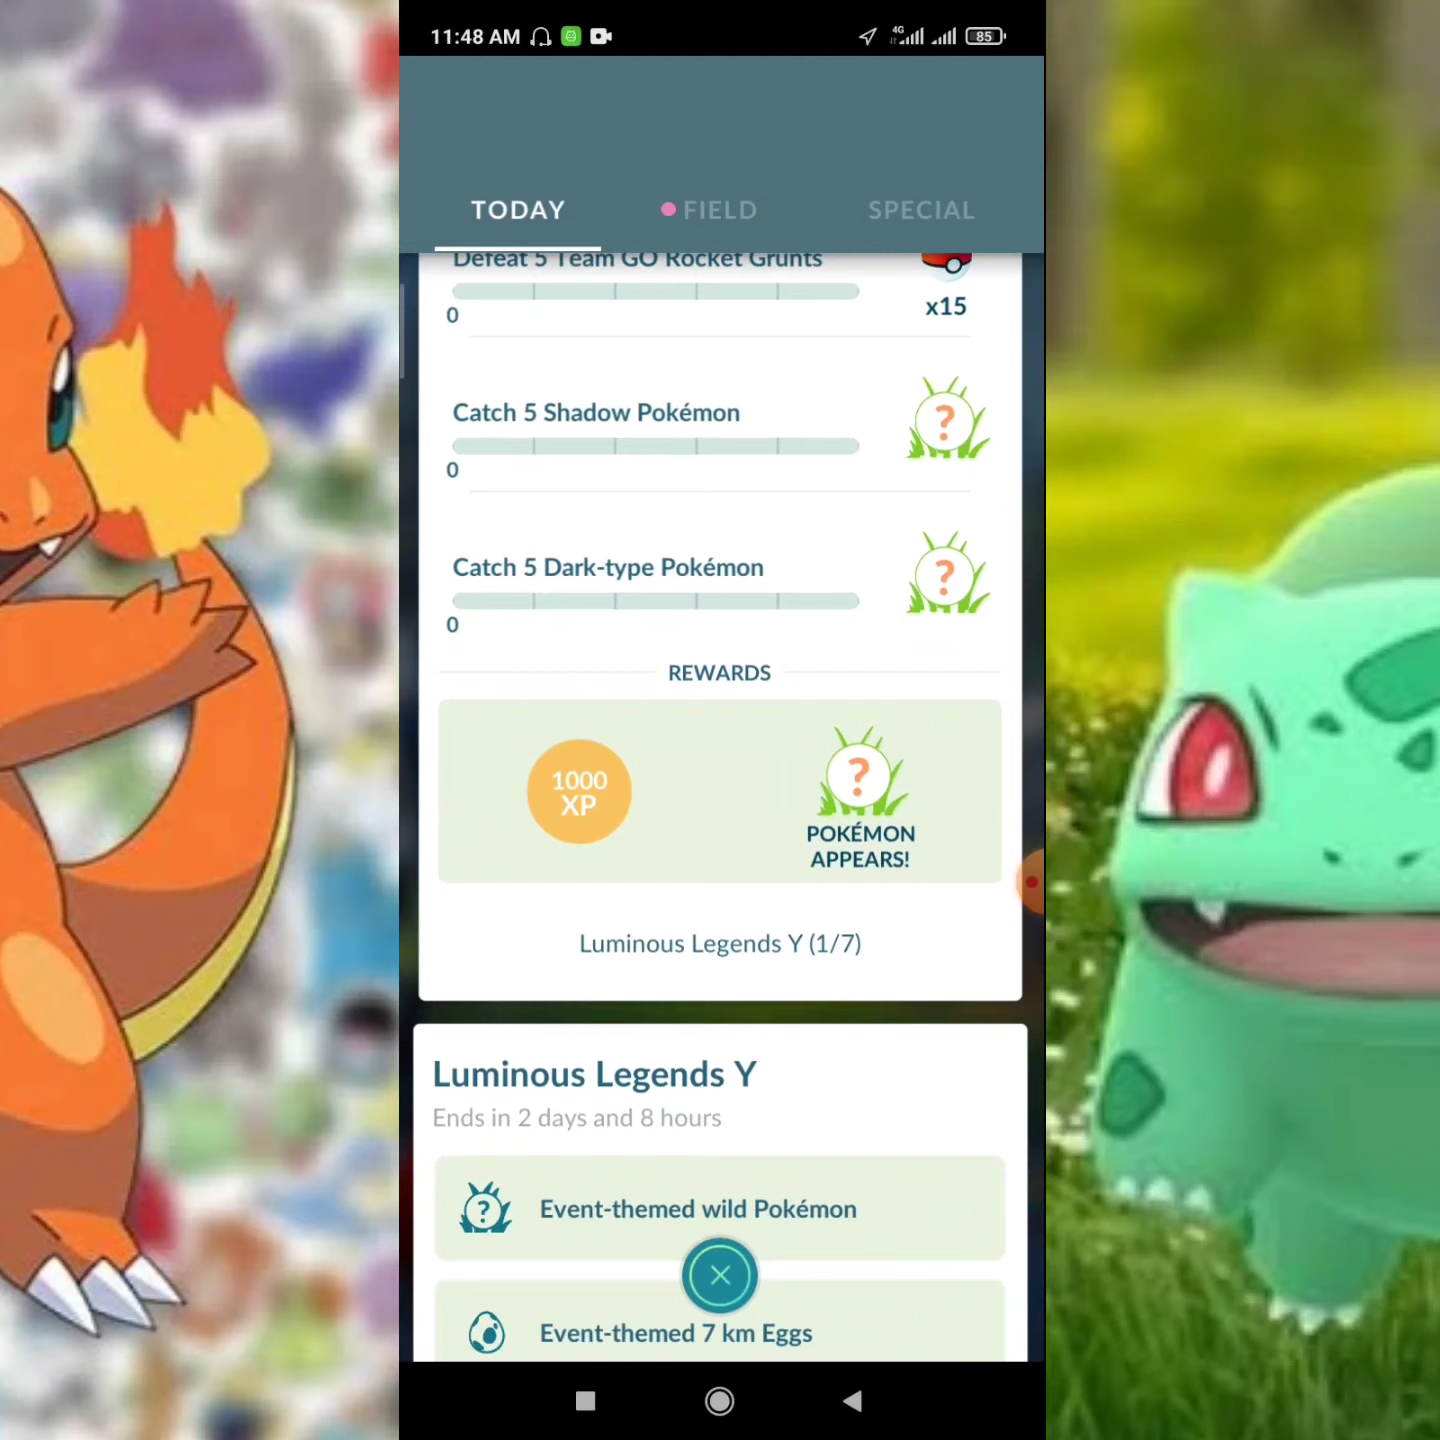 11:48 AM
4G
85
TODAY
FIELD
SPECIAL
Defeat 5 Team GO Rocket Grunts
0
x15
Catch 5 Shadow Pokémon
?
0
Catch 5 Dark-type Pokémon
?
0
REWARDS
1000
XP
?
POKÉMON
APPEARS!
Luminous Legends Y (1/7)
Luminous Legends Y
Ends in 2 days and 8 hours
?
Event-themed wild Pokémon
Event-themed 7 km Eggs